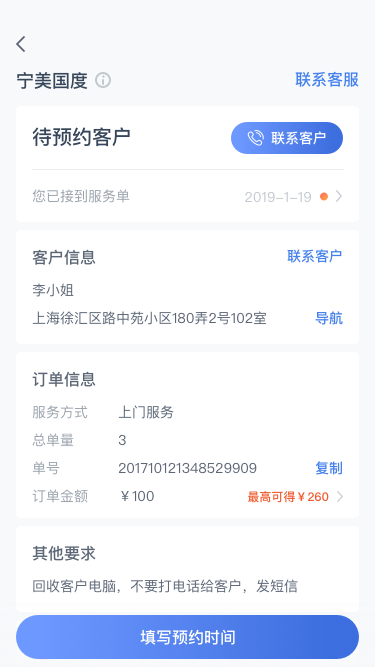 宁美国度
联系客服
待预约客户
联系客户
您已接到服务单
2019-1-19
客户信息
联系客户
李小姐
上海徐汇区路中苑小区180弄2号102室
导航
订单信息
服务方式 上门服务
总单量 3
单号 201710121348529909 复制
订单金额 ￥100 最高可得￥260
其他要求
回收客户电脑，不要打电话给客户，发短信
填写预约时间